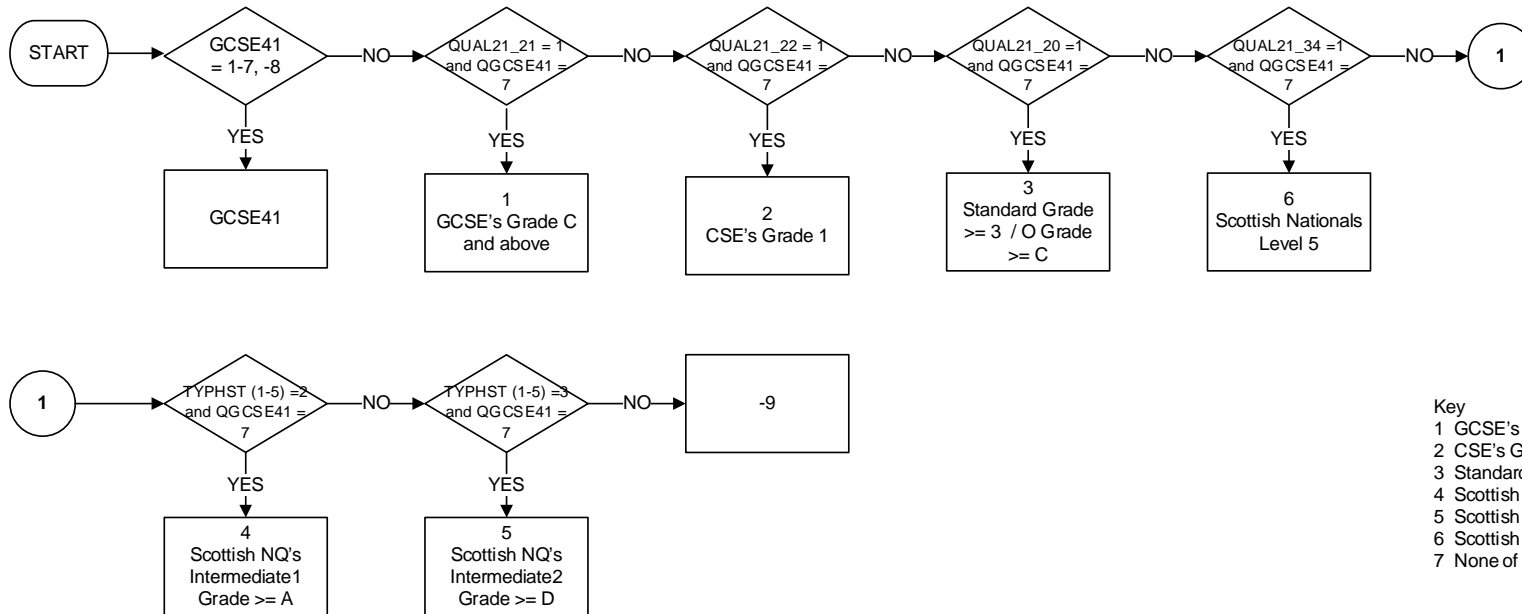 START
GCSE41
= 1-7, -8
NO
QUAL21_21 = 1
and QGCSE41 =
7
NO
QUAL21_22 = 1
and QGCSE41 =
7
NO
QUAL21_20 =1
and QGCSE41 =
7
NO
QUAL21_34 =1
and QGCSE41 =
7
NO
1
YES
YES
YES
YES
YES
GCSE41
1
GCSE's Grade C
and above
2
CSE's Grade 1
3
Standard Grade
>= 3 / O Grade
>= C
6
Scottish Nationals
Level 5
1
TYPHST (1-5) =2
and QGCSE41 =
7
NO
TYPHST (1-5) =3
and QGCSE41 =
7
NO
-9
YES
YES
4
Scottish NQ's
Intermediate1
Grade >= A
5
Scottish NQ's
Intermediate2
Grade >= D
Key
1 GCSE's
2 CSE's G
3 Standard
4 Scottish
5 Scottish
6 Scottish
7 None of